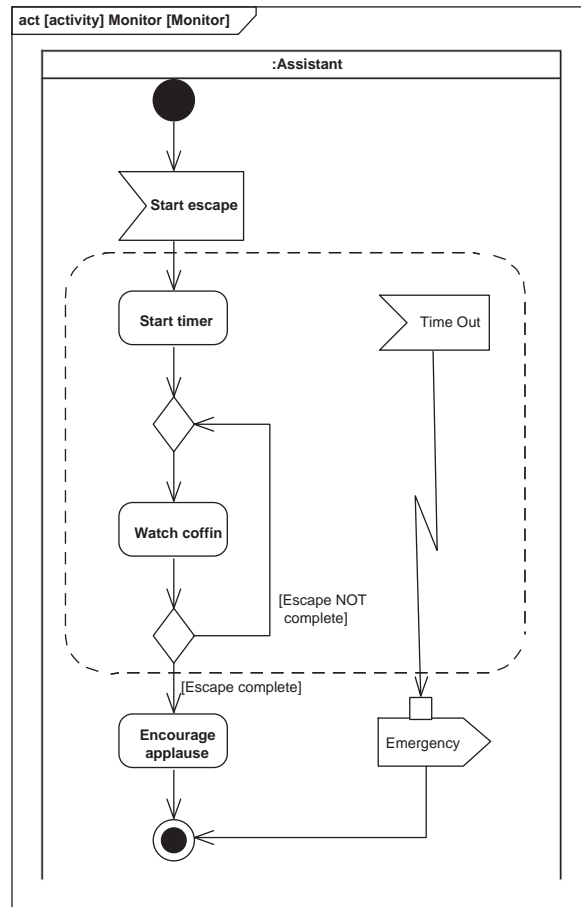 act [activity] Monitor [Monitor]
:Assistant
Start escape
Start timer
Time Out
Watch coffin
[Escape NOT
complete]
[Escape complete]
Encourage
applause
Emergency